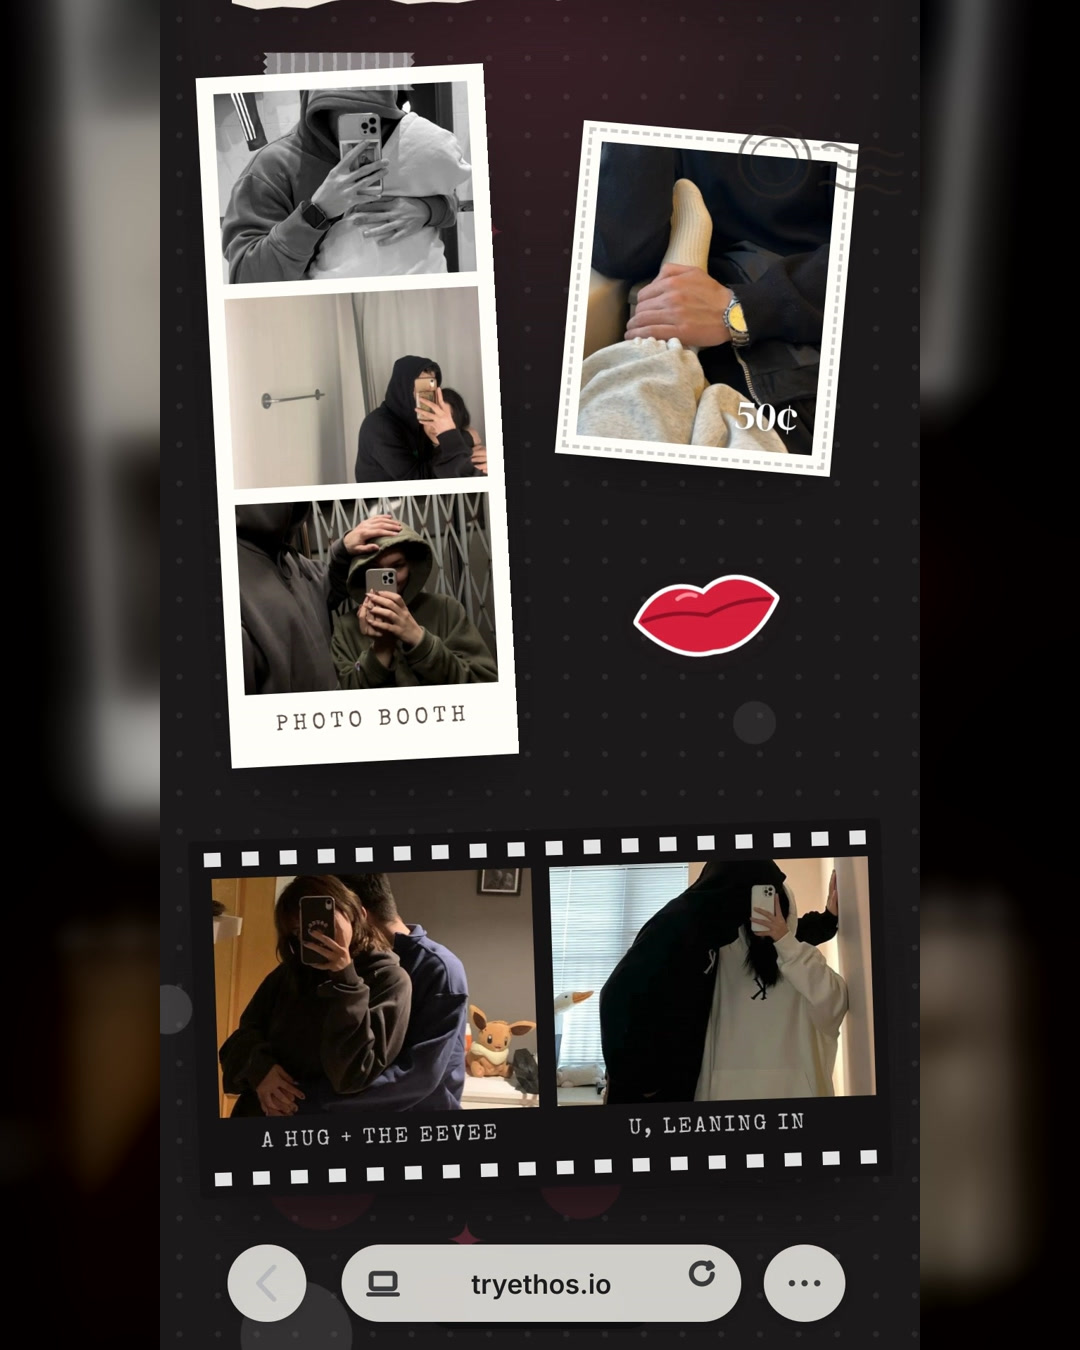 50¢
PHOTO BOOTH
A HUG + THE EEVEE
U, LEANING IN
tryethos.io